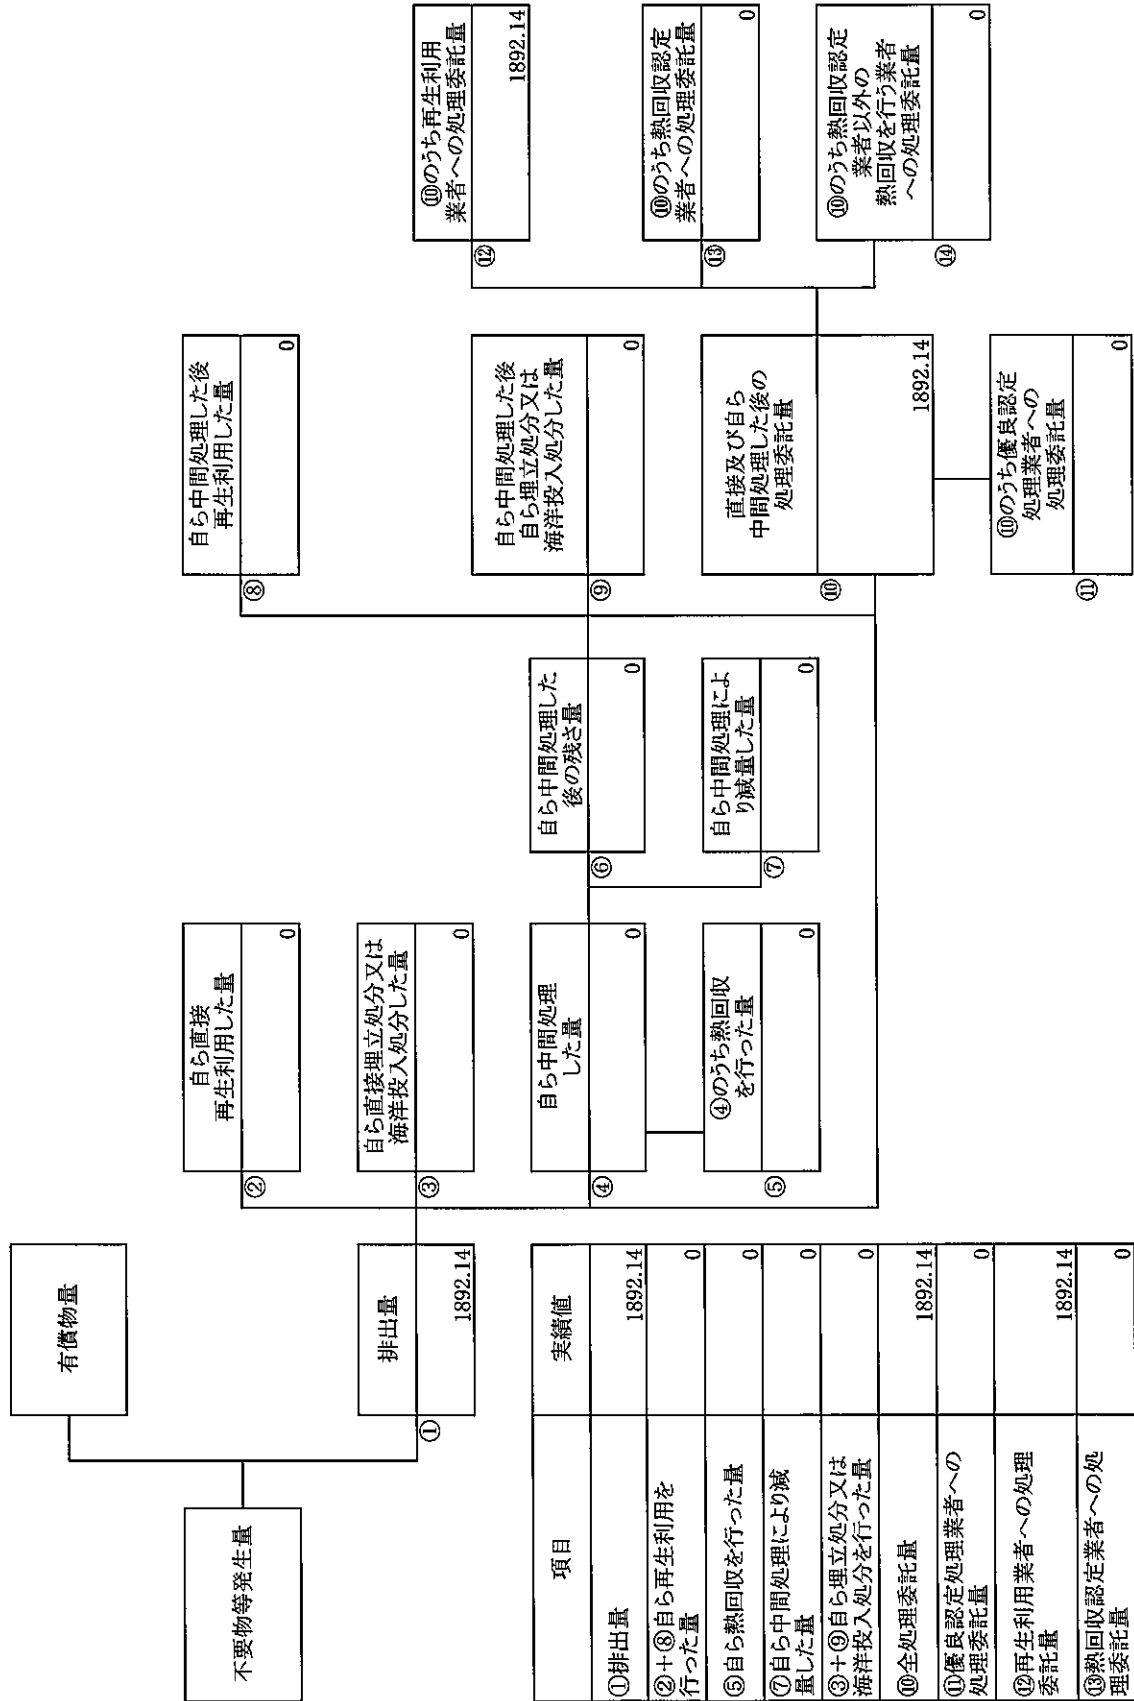 不要物等発生量
有償物量
①
排出量
1892.14
②
自ら直接
再生利用した量
0
③
自ら直接埋立処分又は
海洋投入処分した量
0
④
自ら中間処理
した量
0
⑤
④のうち熱回収
を行った量
0
⑥
自ら中間処理した
後の残さ量
0
⑦
自ら中間処理によ
り減量した量
0
⑧
自ら中間処理した後
再生利用した量
0
⑨
自ら中間処理した後
自ら埋立処分又は
海洋投入処分した量
0
⑩
直接及び自ら
中間処理した後の
処理委託量
1892.14
⑪
⑩のうち優良認定
処理業者への
処理委託量
0
⑫
⑩のうち再生利用
業者への処理委託量
1892.14
⑬
⑩のうち熱回収認定
業者への処理委託量
0
⑭
⑩のうち熱回収認定
業者以外の
熱回収を行う業者
への処理委託量
0
項目 実績値
①排出量 1892.14
②+⑧自ら再生利用を
行った量 0
⑤自ら熱回収を行った量 0
⑦自ら中間処理により減
量した量 0
③+⑨自ら埋立処分又は
海洋投入処分を行った量 0
⑩全処理委託量 1892.14
⑪優良認定処理業者への
処理委託量 0
⑫再生利用業者への処理
委託量 1892.14
⑬熱回収認定業者への処
理委託量 0